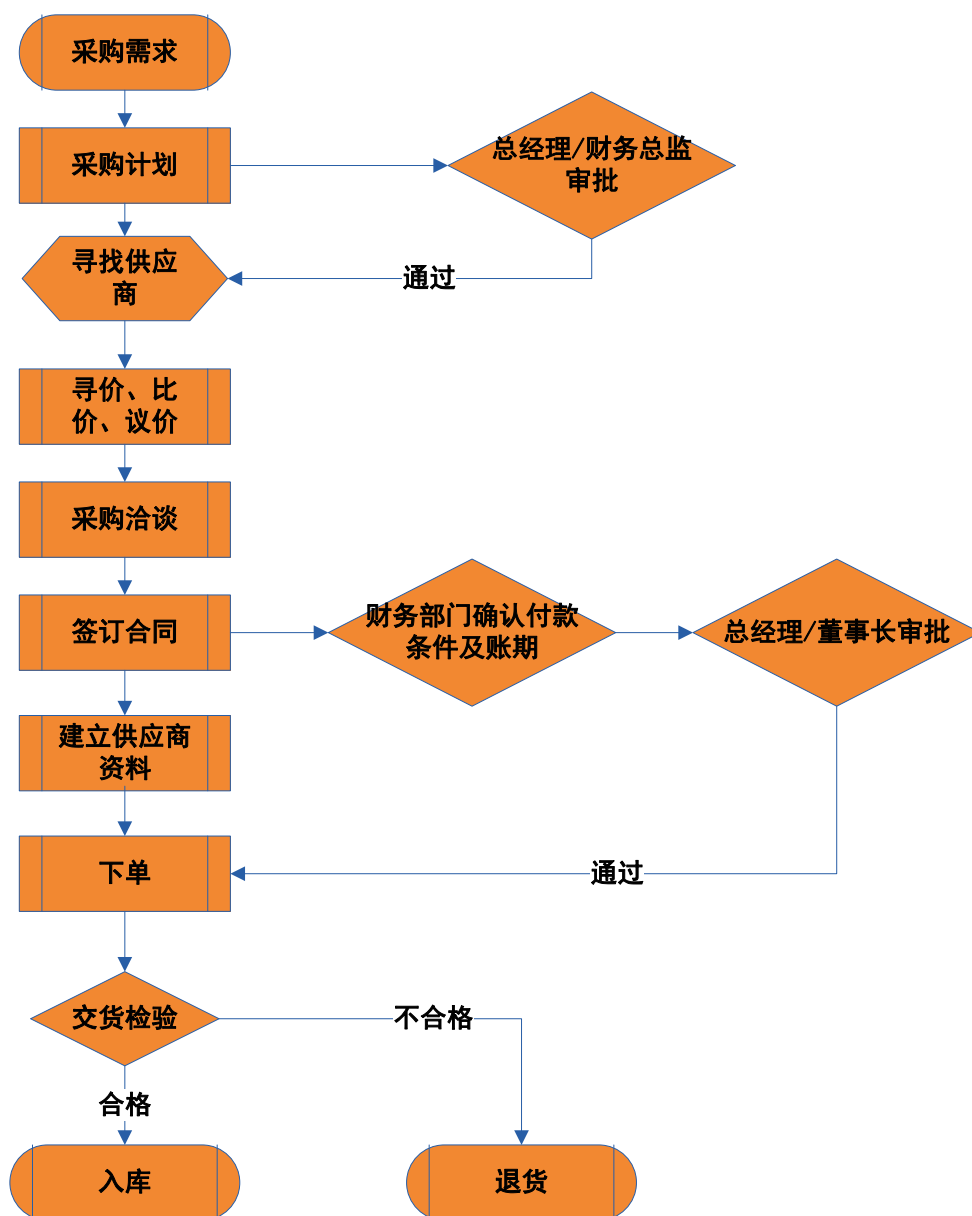 采购需求
采购计划
总经理/财务总监
审批
寻找供应
商
通过
寻价、比
价、议价
采购洽谈
签订合同
财务部门确认付款
条件及账期
总经理/董事长审批
建立供应商
资料
下单
通过
交货检验
不合格
合格
入库
退货